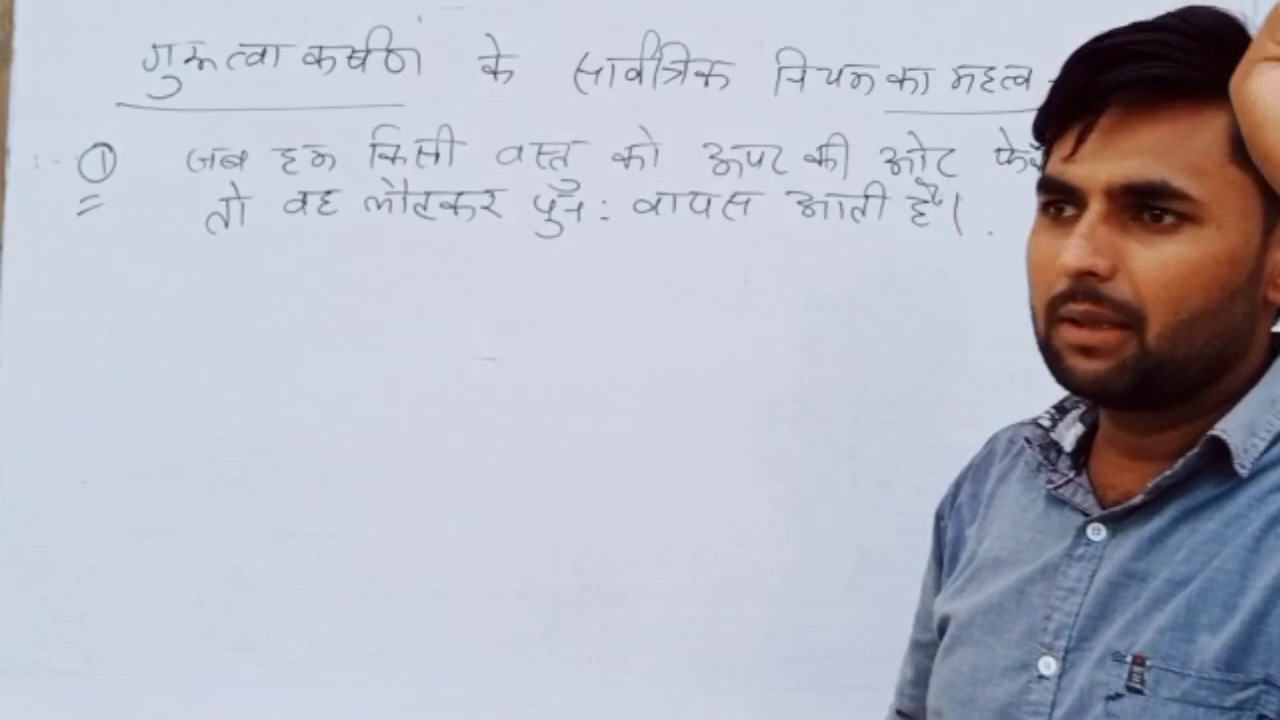 गुरुत्वाकर्षण के सार्वत्रिक नियम का महत्व
① जब हम किसी वस्तु को ऊपर की ओर
तो वह लौटकर पुन: वापस आती है।